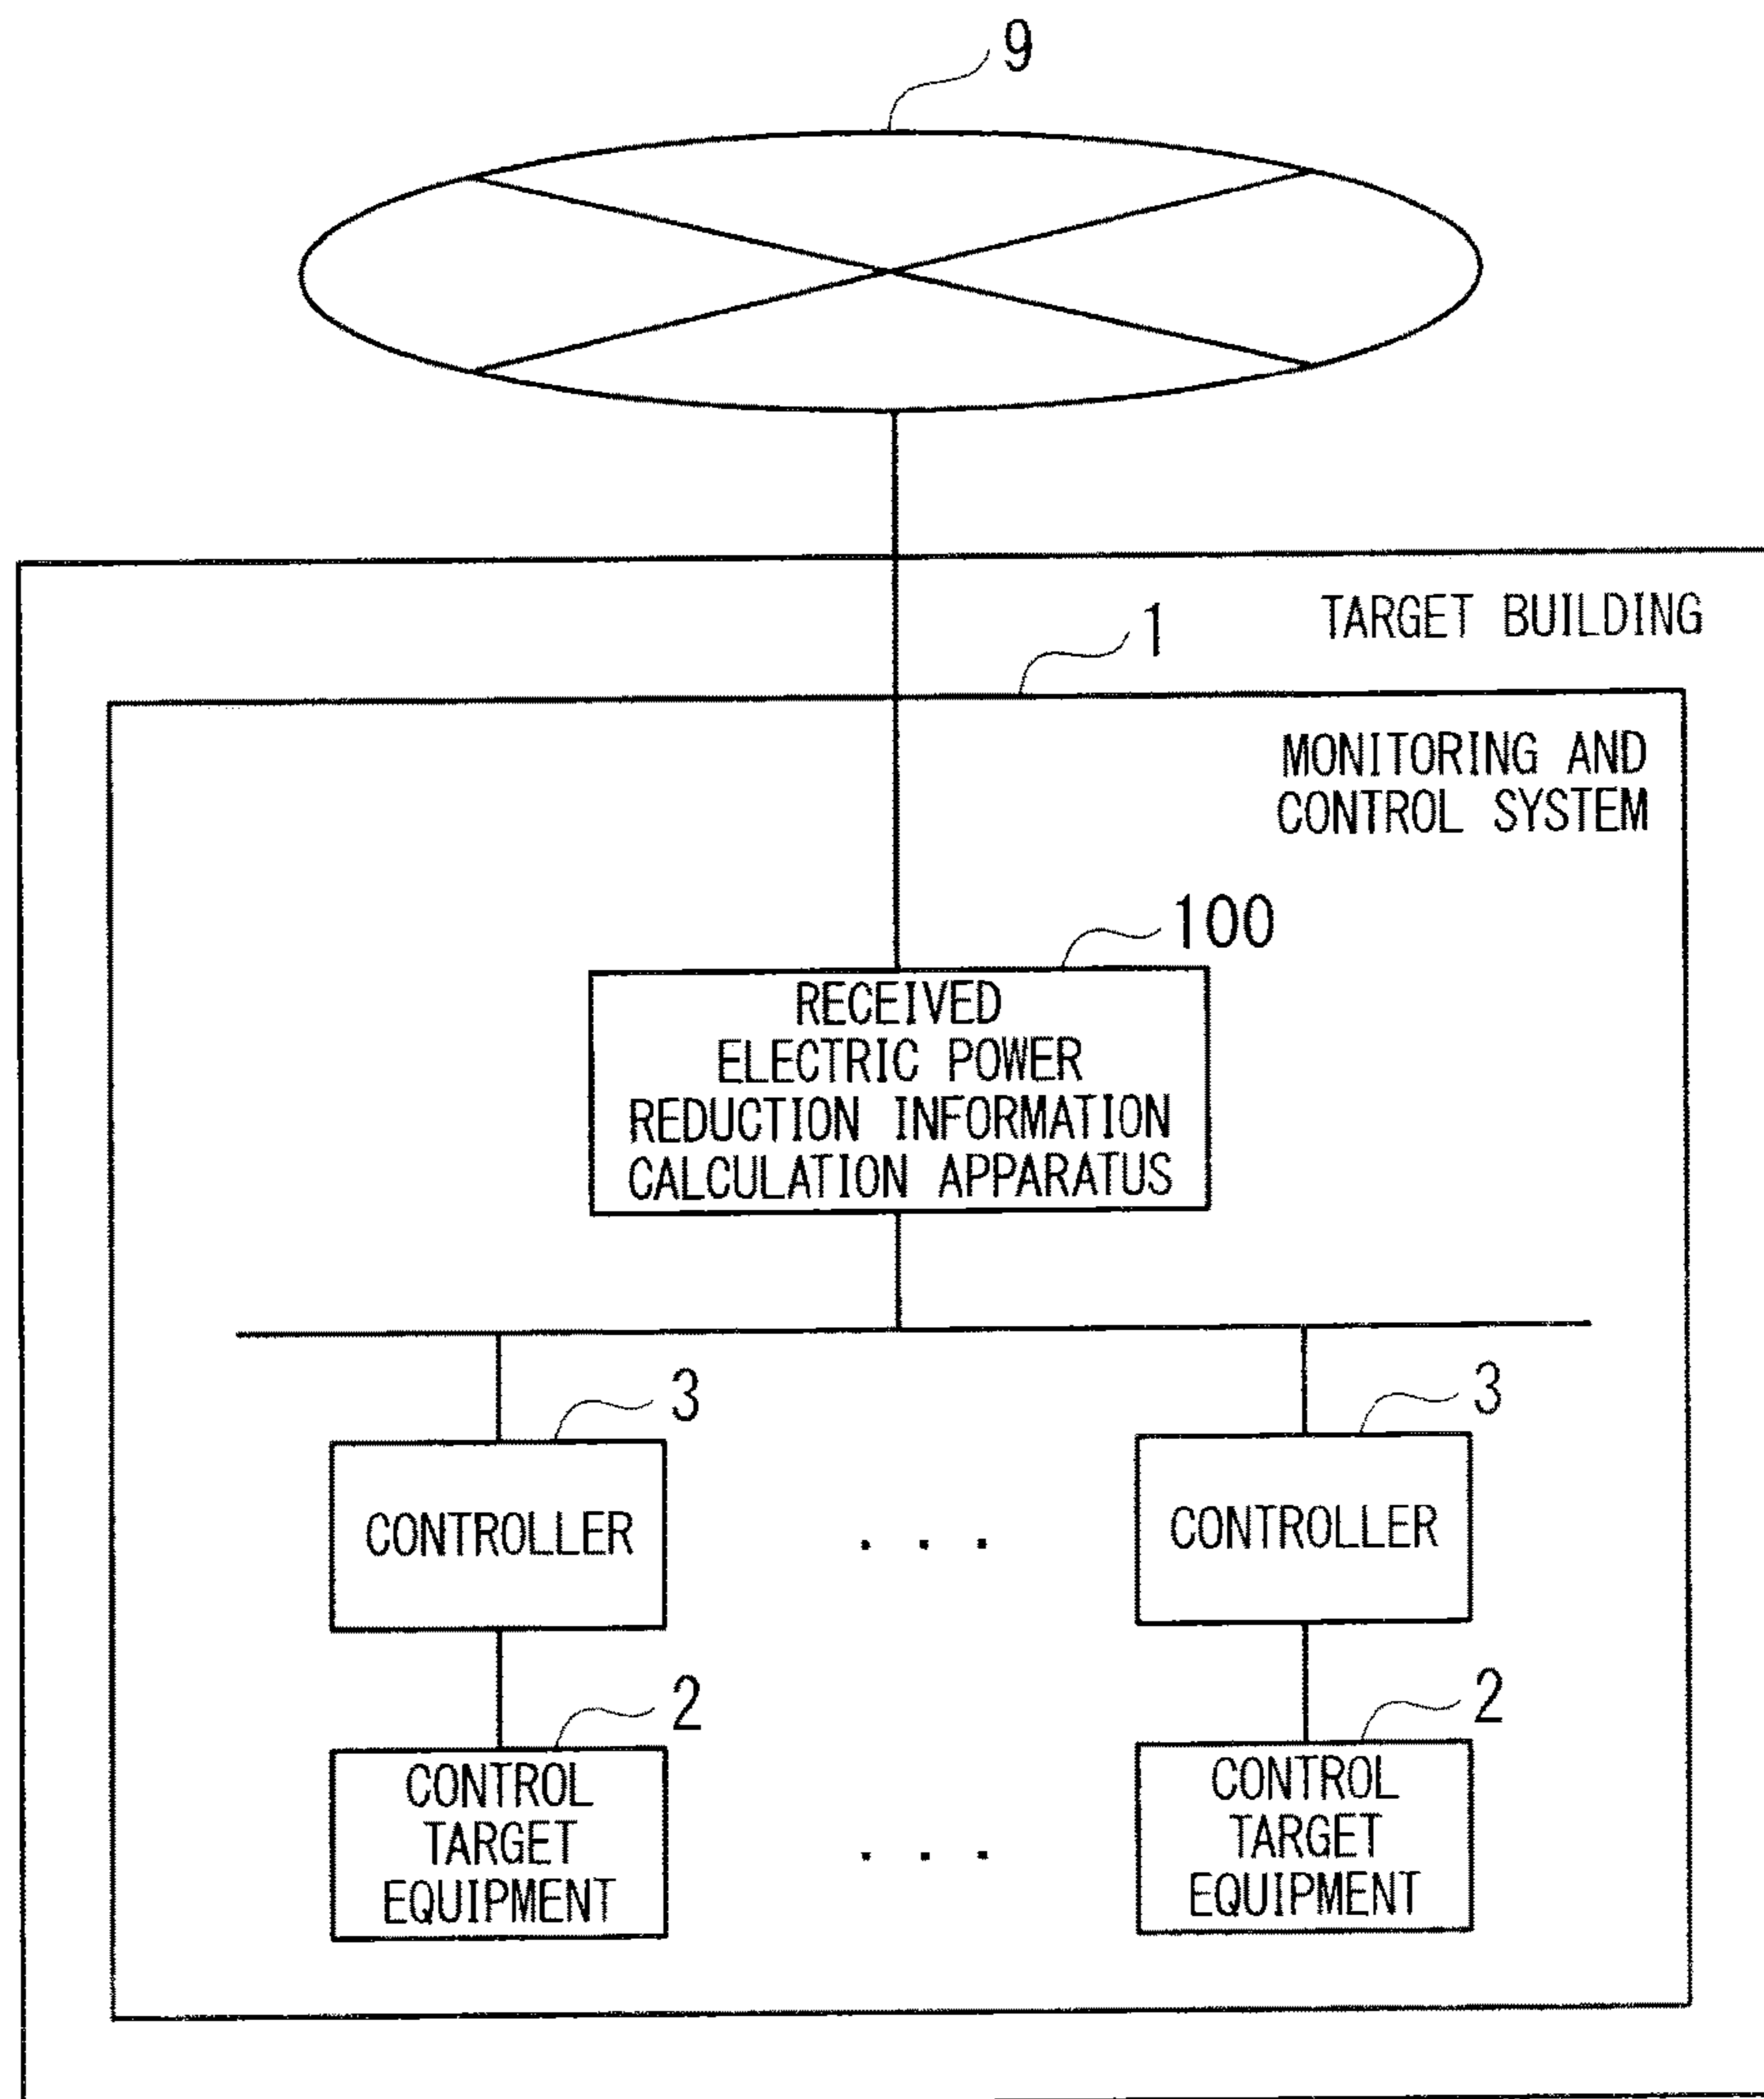 9
TARGET BUILDING
1
MONITORING AND
CONTROL SYSTEM
100
RECEIVED
ELECTRIC POWER
REDUCTION INFORMATION
CALCULATION APPARATUS
3
3
CONTROLLER
. . .
CONTROLLER
2
2
CONTROL
TARGET
EQUIPMENT
. . .
CONTROL
TARGET
EQUIPMENT